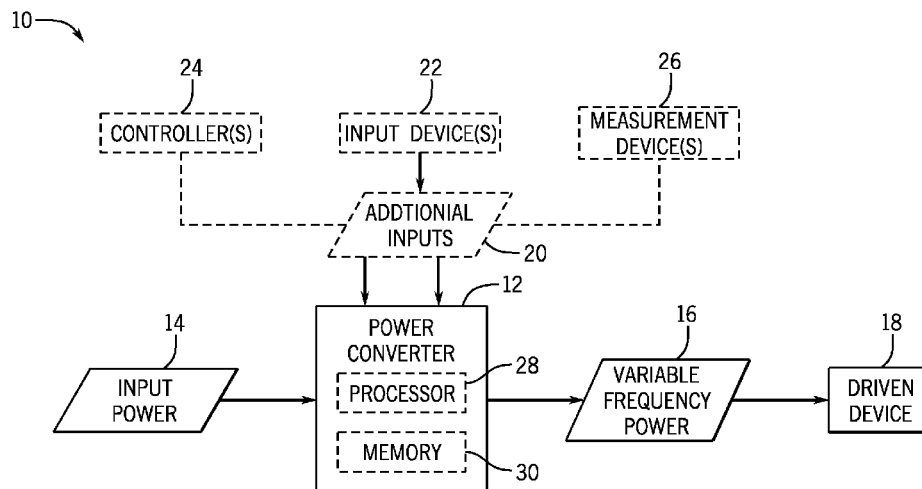 10
24
22
26
CONTROLLER(S)
INPUT DEVICE(S)
MEASUREMENT
DEVICE(S)
ADDTIONIAL
INPUTS
20
12
14
POWER
CONVERTER
16
18
INPUT
POWER
PROCESSOR
28
VARIABLE
FREQUENCY
POWER
DRIVEN
DEVICE
MEMORY
30